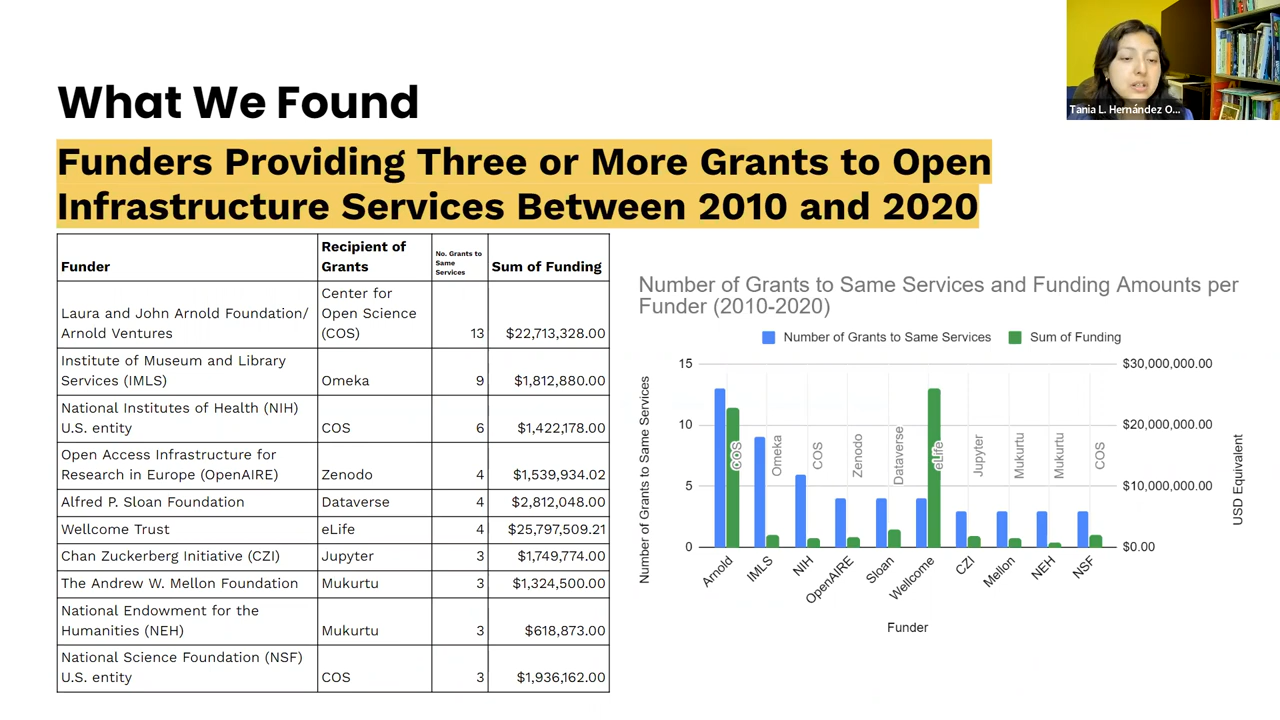 Tania L. Hernández O...
What We Found
Funders Providing Three or More Grants to Open
Infrastructure Services Between 2010 and 2020
Funder
Recipient of
Grants
No. Grants to
Same
Services
Sum of Funding
Laura and John Arnold Foundation/
Arnold Ventures
Center for
Open Science
(COS)
13
$22,713,328.00
Institute of Museum and Library
Services (IMLS)
Omeka
9
$1,812,880.00
National Institutes of Health (NIH)
U.S. entity
COS
6
$1,422,178.00
Open Access Infrastructure for
Research in Europe (OpenAIRE)
Zenodo
4
$1,539,934.02
Alfred P. Sloan Foundation
Dataverse
4
$2,812,048.00
Wellcome Trust
eLife
4
$25,797,509.21
Chan Zuckerberg Initiative (CZI)
Jupyter
3
$1,749,774.00
The Andrew W. Mellon Foundation
Mukurtu
3
$1,324,500.00
National Endowment for the
Humanities (NEH)
Mukurtu
3
$618,873.00
National Science Foundation (NSF)
U.S. entity
COS
3
$1,936,162.00
Number of Grants to Same Services and Funding Amounts per
Funder (2010-2020)
Number of Grants to Same Services
Sum of Funding
Number of Grants to Same Services
15
10
5
0
COS
Omeka
COS
Zenodo
Dataverse
eLife
Jupyter
Mukurtu
Mukurtu
COS
$30,000,000.00
$20,000,000.00
$10,000,000.00
$0.00
USD Equivalent
Arnold
IMLS
NIH
OpenAIRE
Sloan
Wellcome
CZI
Mellon
NEH
NSF
Funder